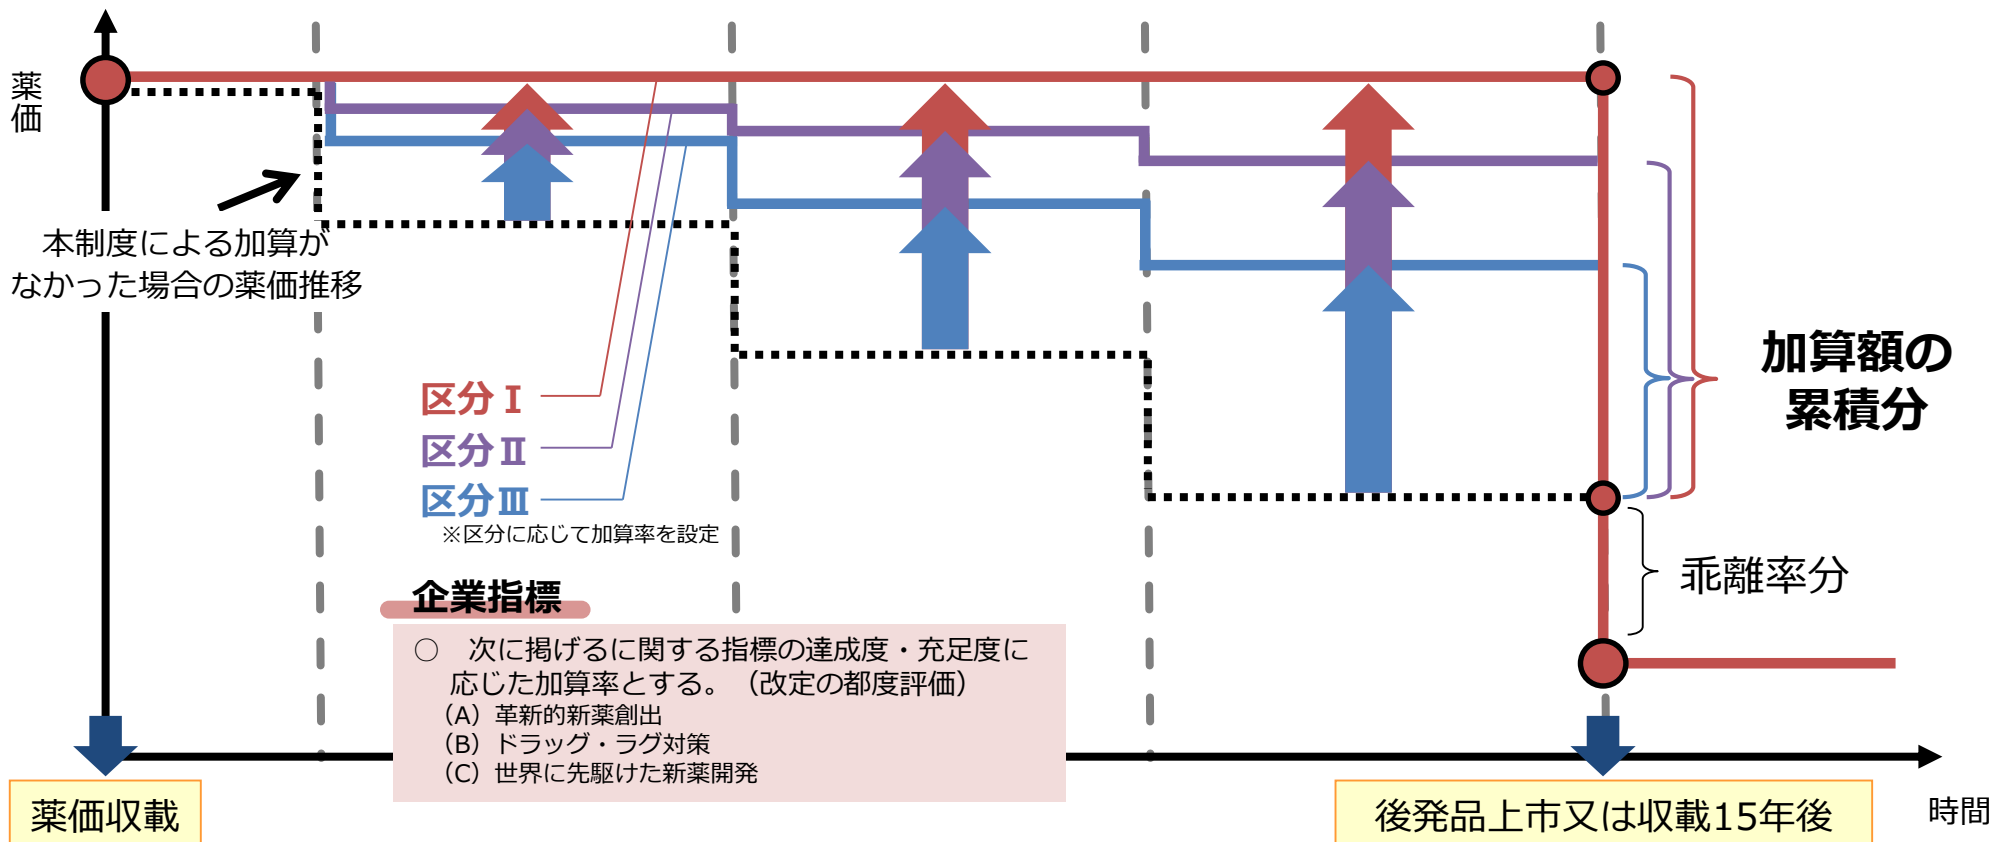 薬価
本制度による加算が
なかった場合の薬価推移
区分Ⅰ
区分Ⅱ
区分Ⅲ
※区分に応じて加算率を設定
加算額の
累積分
乖離率分
企業指標
○　次に掲げるに関する指標の達成度・充足度に
応じた加算率とする。（改定の都度評価）
（A）革新的新薬創出
（B）ドラッグ・ラグ対策
（C）世界に先駆けた新薬開発
薬価収載
後発品上市又は収載15年後
時間